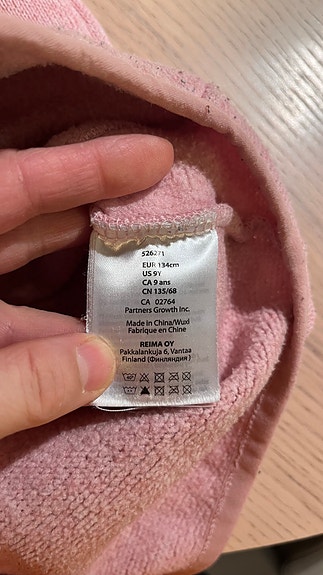 526271
EUR 134cm
US 9Y
CA 9 ans
CN 135/68
CA 02764
Partners Growth Inc.
Made in China/Wuxi
Fabrique en Chine
REIMA OY
Pakkalankuja 6, Vantaa
Finland (Финляндия)